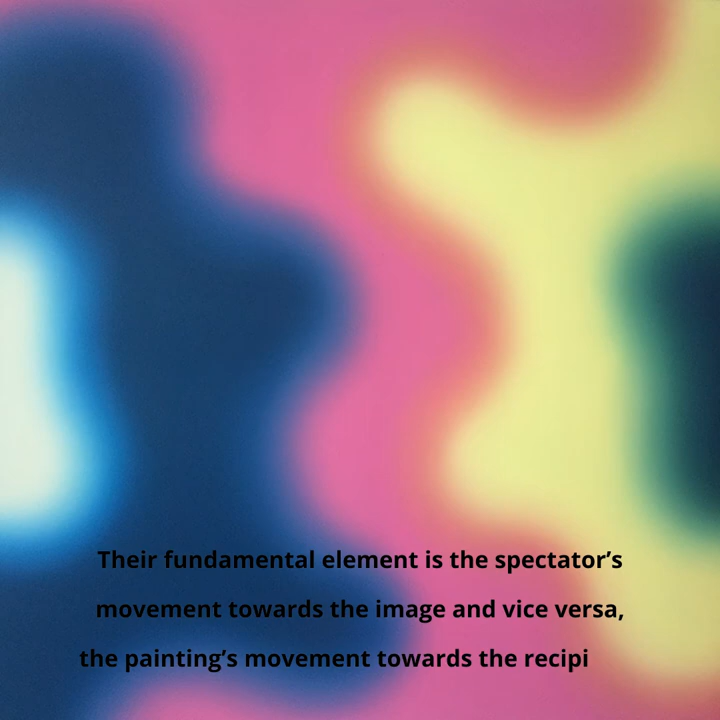 Their fundamental element is the spectator’s
movement towards the image and vice versa,
the painting’s movement towards the recipi